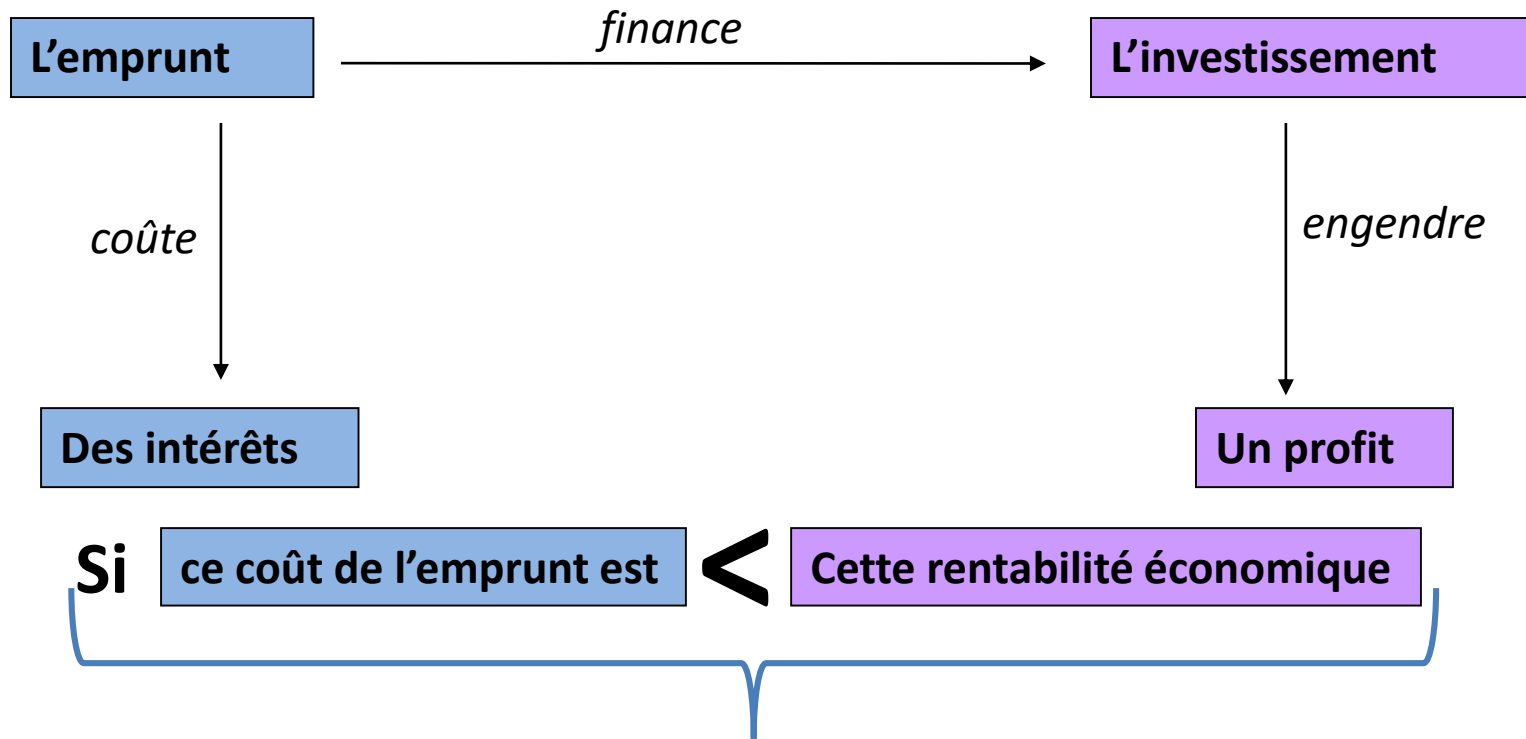 finance
L’emprunt
L’investissement
coûte
engendre
Des intérêts
Un profit
Si ce coût de l’emprunt est < Cette rentabilité économique